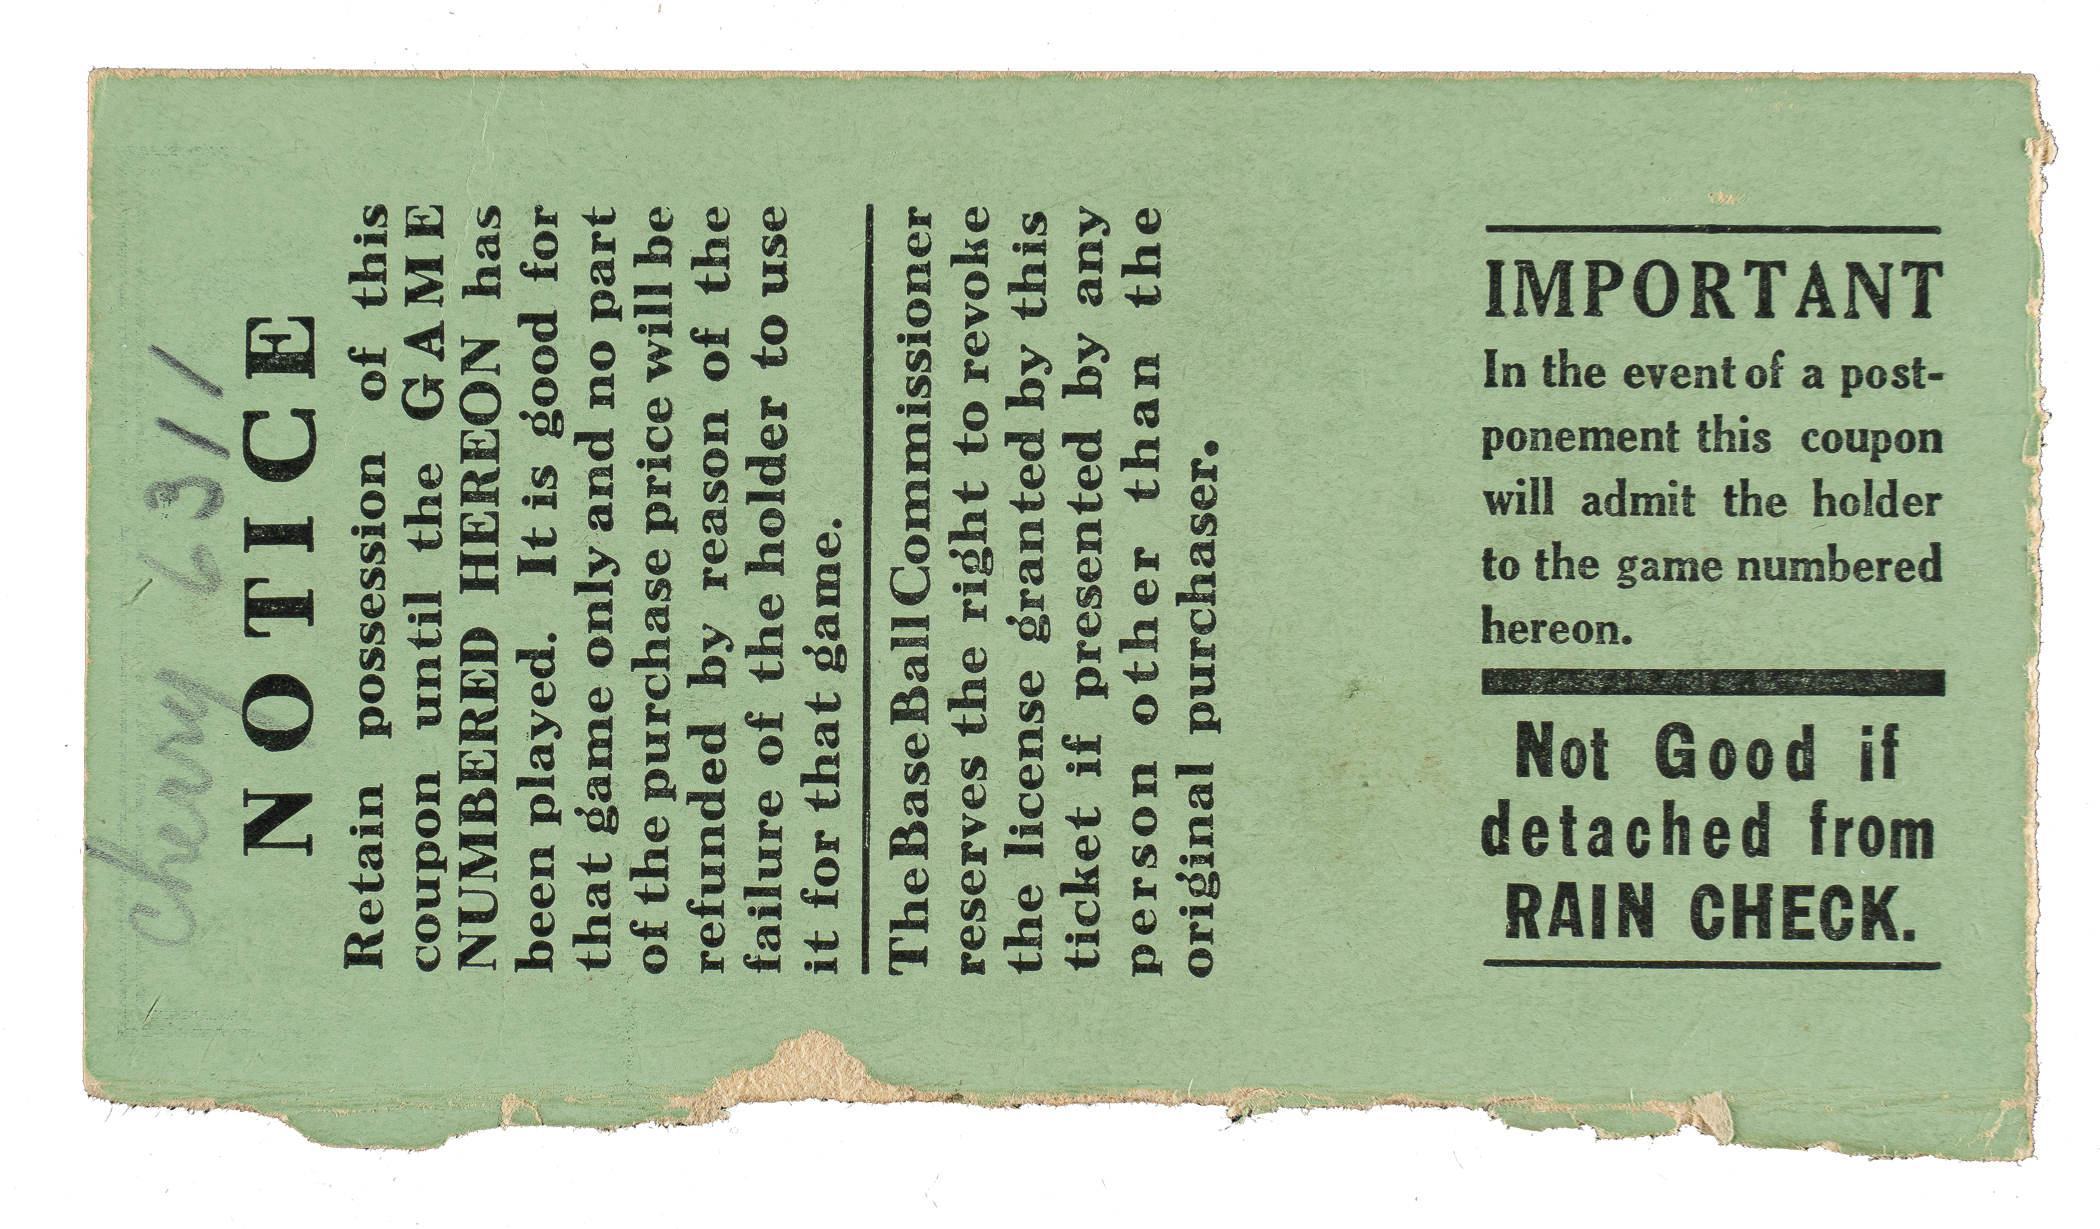 Cherry 6311
NOTICE
Retain possession of this
coupon until the GAME
NUMBERED HEREON has
been played. It is good for
that game only and no part
of the purchase price will be
refunded by reason of the
failure of the holder to use
it for that game.
The Base Ball Commissioner
reserves the right to revoke
the license granted by this
ticket if presented by any
person other than the
original purchaser.
IMPORTANT
In the event of a post-
ponement this coupon
will admit the holder
to the game numbered
hereon.
Not Good if
detached from
RAIN CHECK.